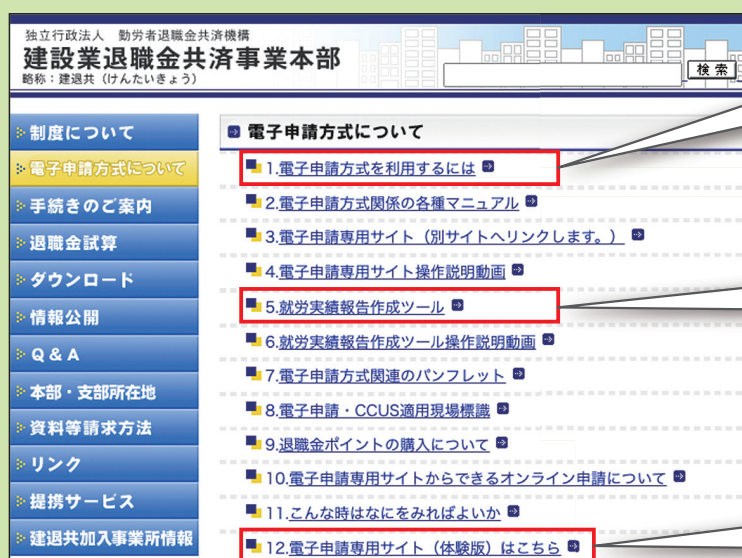 独立行政法人 勤労者退職金共済機構
建設業退職金共済事業本部
略称：建退共（けんたいきょう）
検索
制度について
電子申請方式について
手続きのご案内
退職金試算
ダウンロード
情報公開
Q & A
本部・支部所在地
資料等請求方法
リンク
提携サービス
建退共加入事業所情報
電子申請方式について
1.電子申請方式を利用するには
2.電子申請方式関係の各種マニュアル
3.電子申請専用サイト（別サイトへリンクします。）
4.電子申請専用サイト操作説明動画
5.就労実績報告作成ツール
6.就労実績報告作成ツール操作説明動画
7.電子申請方式関連のパンフレット
8.電子申請・CCUS適用現場標識
9.退職金ポイントの購入について
10.電子申請専用サイトからできるオンライン申請について
11.こんな時はなにをみればよいか
12.電子申請専用サイト（体験版）はこちら